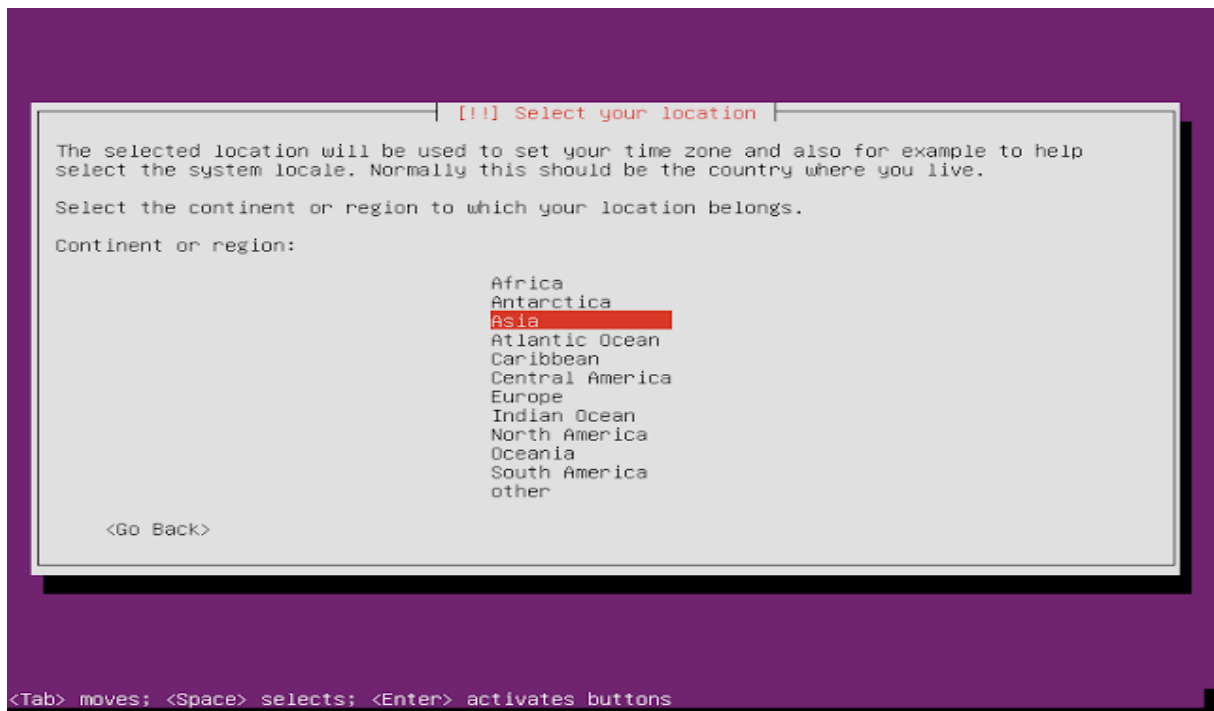 [!!] Select your location
The selected location will be used to set your time zone and also for example to help
select the system locale. Normally this should be the country where you live.
Select the continent or region to which your location belongs.
Continent or region:
Africa
Antarctica
Asia
Atlantic Ocean
Caribbean
Central America
Europe
Indian Ocean
North America
Oceania
South America
other
<Go Back>
<Tab> moves; <Space> selects; <Enter> activates buttons